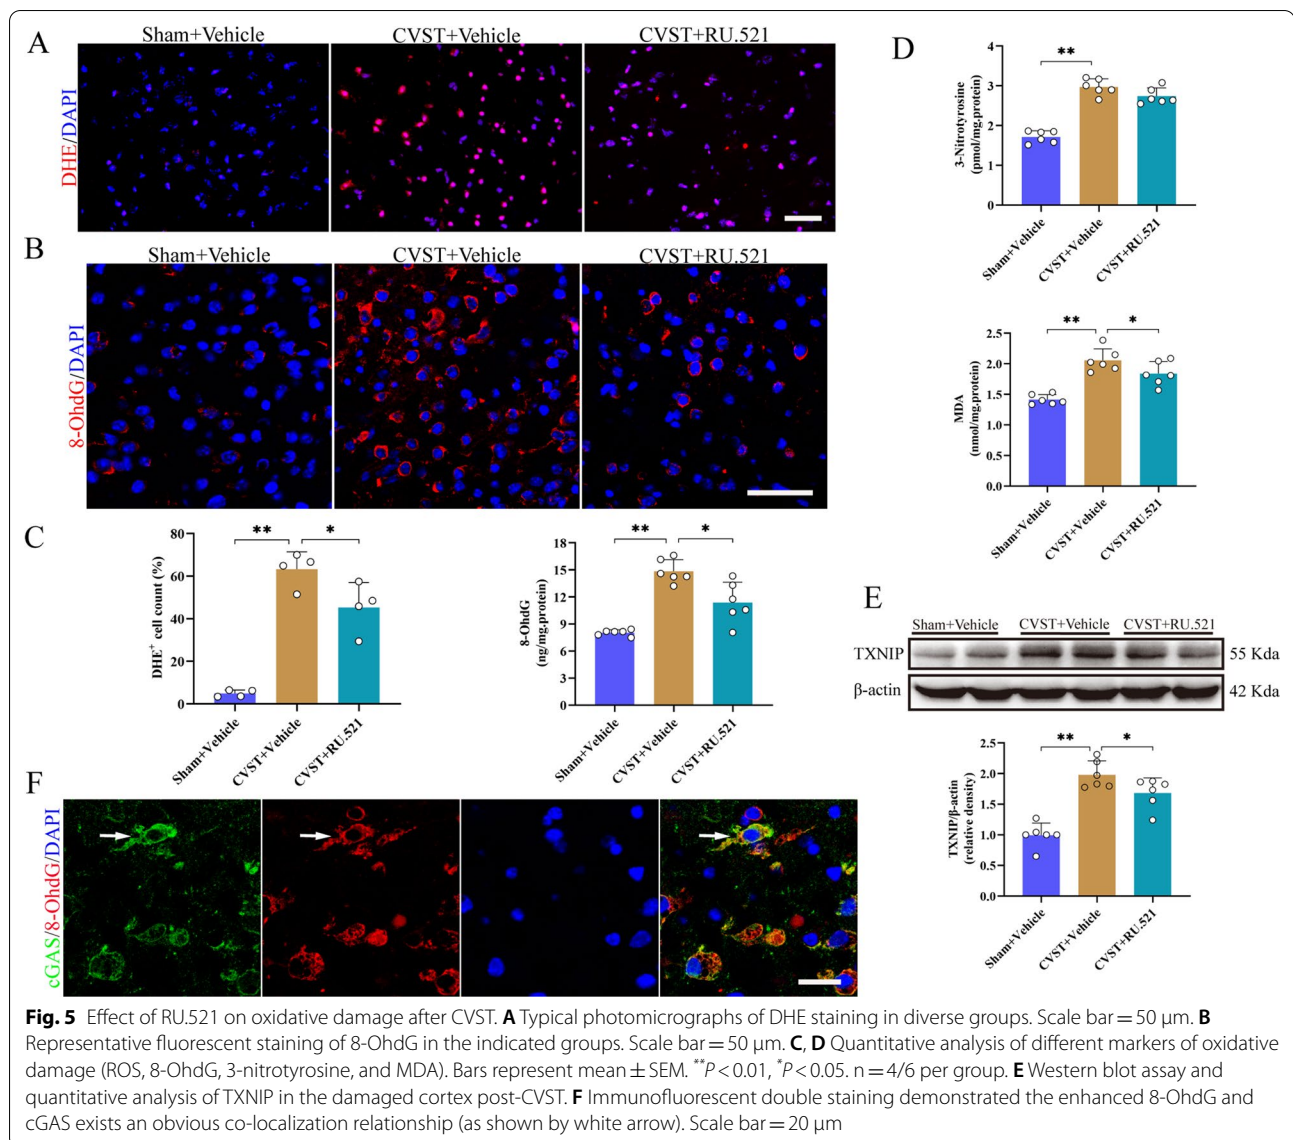 A
Sham+Vehicle
CVST+Vehicle
CVST+RU.521
DHE/DAPI
B
Sham+Vehicle
CVST+Vehicle
CVST+RU.521
8-OhdG/DAPI
C
DHE+ cell count (%)
80
60
40
20
0
** *
Sham+Vehicle
CVST+Vehicle
CVST+RU.521
8-OhdG
(ng/mg.protein)
18
15
12
9
6
3
0
** *
Sham+Vehicle
CVST+Vehicle
CVST+RU.521
D
3-Nitrotyrosine
(pmol/mg.protein)
4
3
2
1
0
**
Sham+Vehicle
CVST+Vehicle
CVST+RU.521
MDA
(nmol/mg.protein)
2.5
2.0
1.5
1.0
0.5
0.0
** *
Sham+Vehicle
CVST+Vehicle
CVST+RU.521
E
Sham+Vehicle CVST+Vehicle CVST+RU.521
TXNIP 55 Kda
β-actin 42 Kda
TXNIP/β-actin
(relative density)
2.5
2.0
1.5
1.0
0.5
0.0
** *
Sham+Vehicle
CVST+Vehicle
CVST+RU.521
F
cGAS/8-OhdG/DAPI
Fig. 5 Effect of RU.521 on oxidative damage after CVST. A Typical photomicrographs of DHE staining in diverse groups. Scale bar = 50 μm. B
Representative fluorescent staining of 8-OhdG in the indicated groups. Scale bar = 50 μm. C, D Quantitative analysis of different markers of oxidative
damage (ROS, 8-OhdG, 3-nitrotyrosine, and MDA). Bars represent mean ± SEM. **P < 0.01, *P < 0.05. n = 4/6 per group. E Western blot assay and
quantitative analysis of TXNIP in the damaged cortex post-CVST. F Immunofluorescent double staining demonstrated the enhanced 8-OhdG and
cGAS exists an obvious co-localization relationship (as shown by white arrow). Scale bar = 20 μm